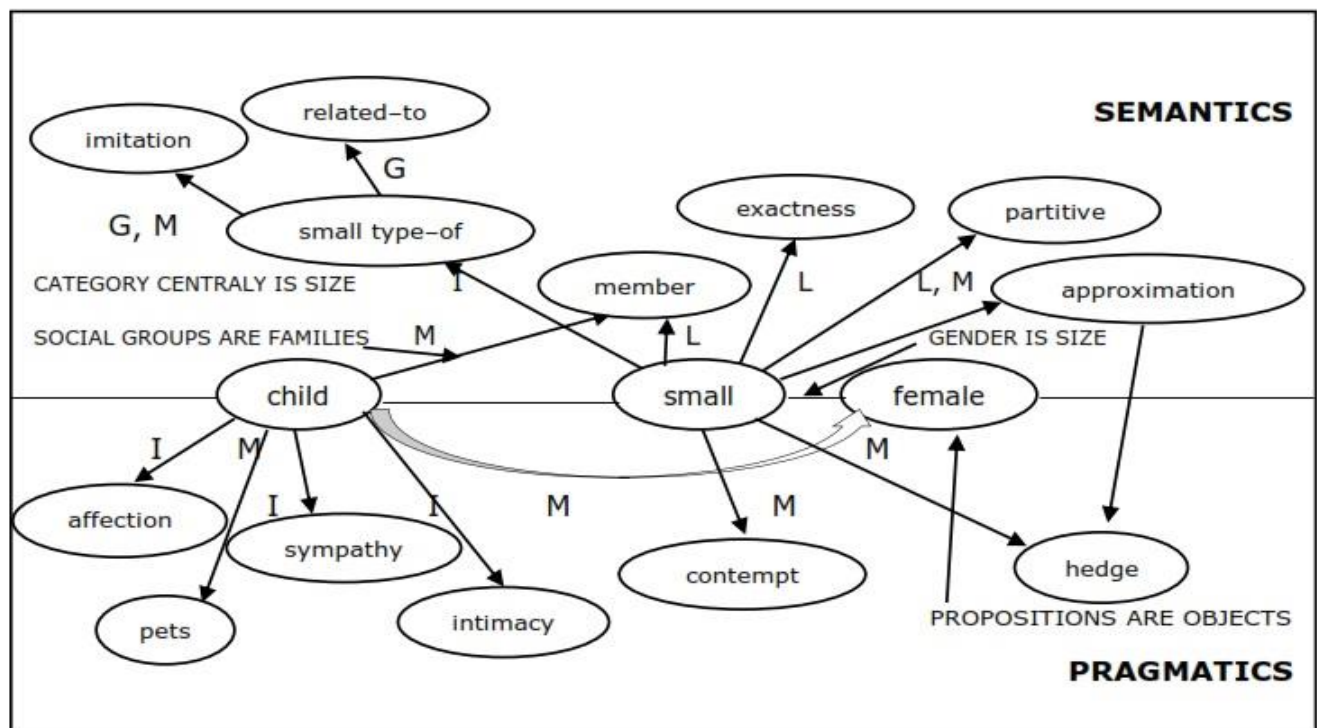 related-to
SEMANTICS
imitation
G
exactness
partitive
G, M
small type-of
CATEGORY CENTRALY IS SIZE
I
member
L
L, M
approximation
SOCIAL GROUPS ARE FAMILIES
M
L
GENDER IS SIZE
child
small
female
I
M
M
I
I
M
M
affection
sympathy
contempt
hedge
pets
intimacy
PROPOSITIONS ARE OBJECTS
PRAGMATICS